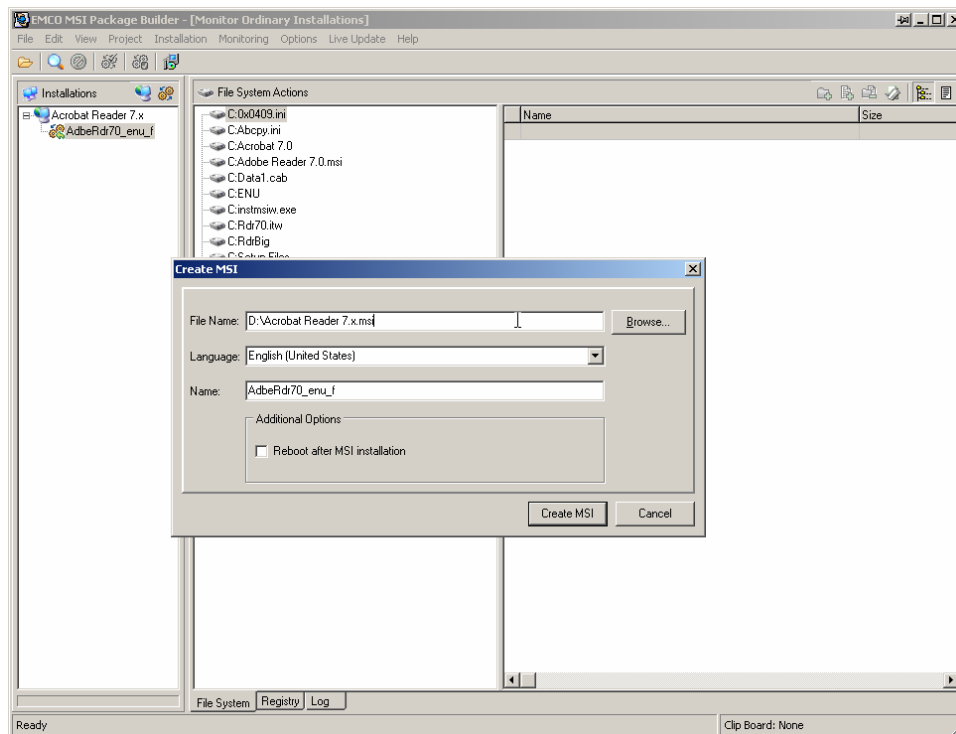 EMCO MSI Package Builder - [Monitor Ordinary Installations]
File Edit View Project Installation Monitoring Options Live Update Help
Installations
File System Actions
Acrobat Reader 7.x
AdbeRdr70_enu_f
C:0x0409.ini
C:Abcpy.ini
C:Acrobat 7.0
C:Adobe Reader 7.0.msi
C:Data1.cab
C:ENU
C:instmsiw.exe
C:Rdr70.itw
C:RdrBig
C:Setup Files
Name Size
Create MSI
File Name: D:\Acrobat Reader 7.x.msi Browse...
Language: English (United States)
Name: AdbeRdr70_enu_f
Additional Options
Reboot after MSI installation
Create MSI Cancel
File System Registry Log
Ready Clip Board: None